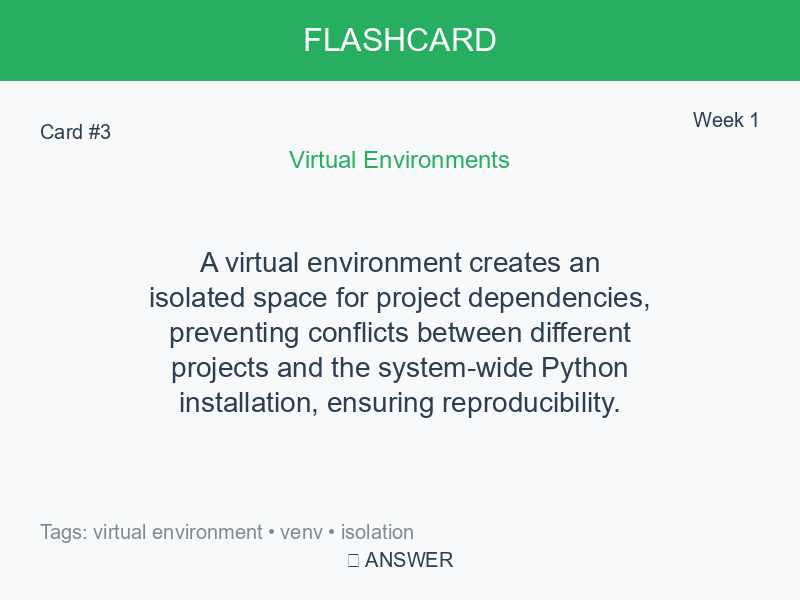 FLASHCARD
Card #3
Week 1
Virtual Environments
A virtual environment creates an
isolated space for project dependencies,
preventing conflicts between different
projects and the system-wide Python
installation, ensuring reproducibility.
Tags: virtual environment • venv • isolation
ANSWER